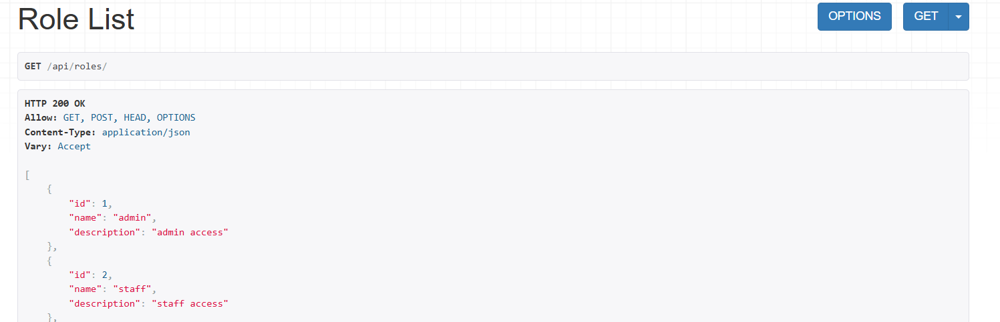 Role List
OPTIONS
GET
GET /api/roles/
HTTP 200 OK
Allow: GET, POST, HEAD, OPTIONS
Content-Type: application/json
Vary: Accept
[
{
"id": 1,
"name": "admin",
"description": "admin access"
},
{
"id": 2,
"name": "staff",
"description": "staff access"
},